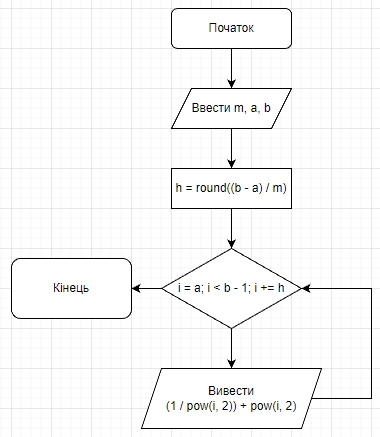 Початок
Ввести m, a, b
h = round((b - a) / m)
i = a; i < b - 1; i += h
Кінець
Вивести
(1 / pow(i, 2)) + pow(i, 2)